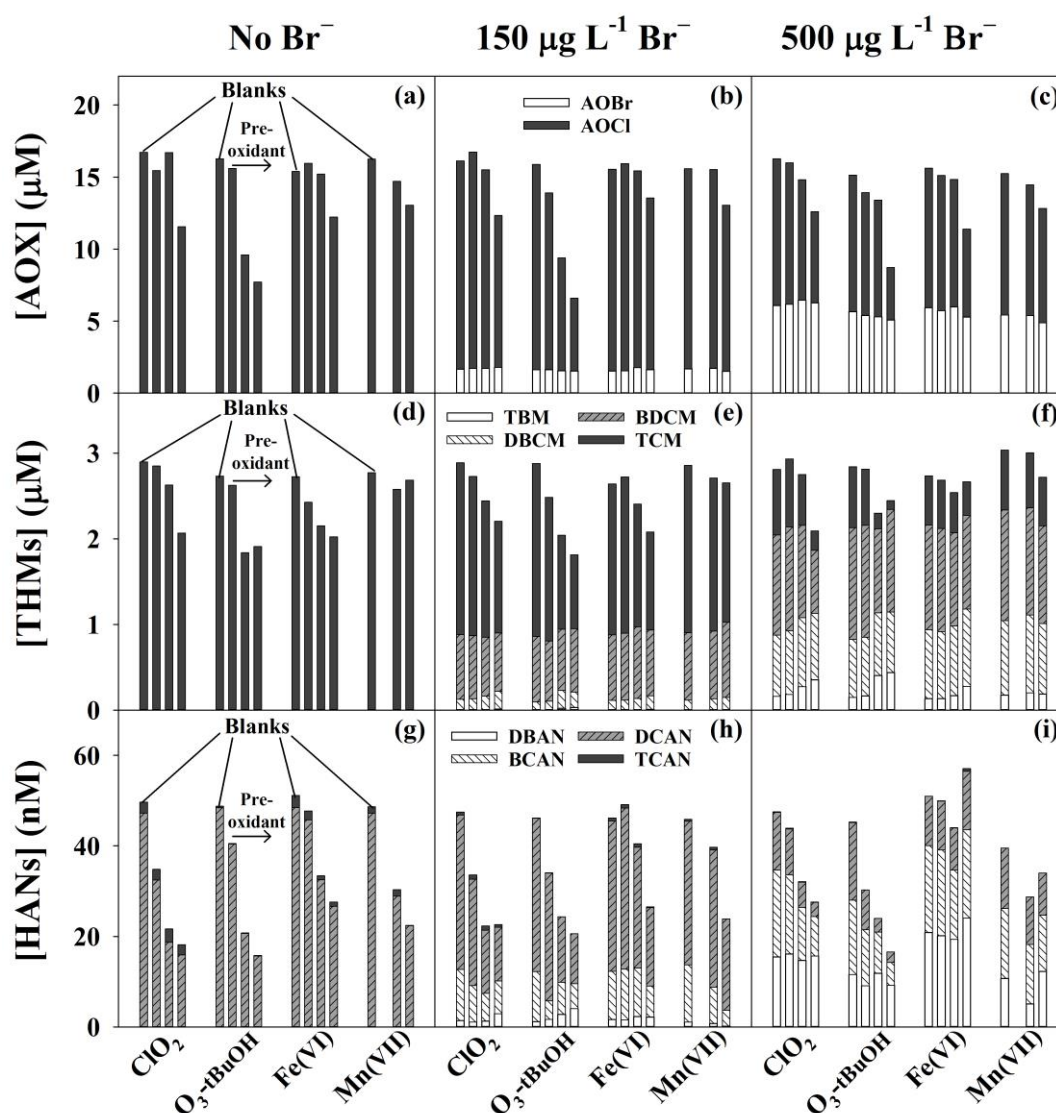 No Br⁻
150 μg L⁻¹ Br⁻
500 μg L⁻¹ Br⁻
[AOX] (μM)
20
15
10
5
0
Blanks
(a)
Pre-
oxidant
(b)
AOBr
AOCl
(c)
[THMs] (μM)
3
2
1
0
Blanks
(d)
Pre-
oxidant
TBM BDCM (e)
DBCM TCM
(f)
[HANs] (nM)
60
40
20
0
Blanks
(g)
Pre-
oxidant
DBAN DCAN (h)
BCAN TCAN
(i)
ClO₂
O₃-tBuOH
Fe(VI)
Mn(VII)
ClO₂
O₃-tBuOH
Fe(VI)
Mn(VII)
ClO₂
O₃-tBuOH
Fe(VI)
Mn(VII)